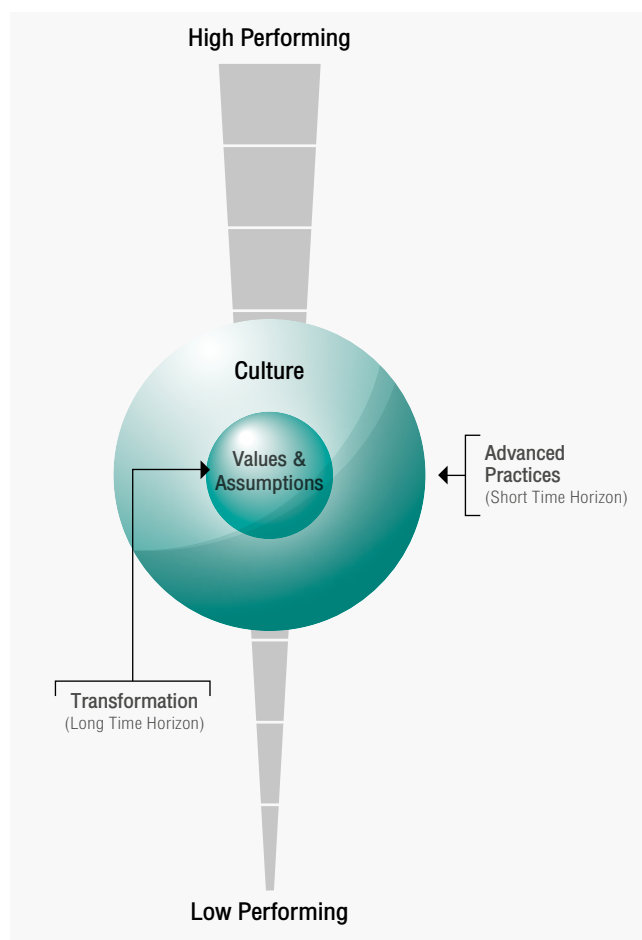 High Performing
Culture
Values &
Assumptions
Advanced
Practices
(Short Time Horizon)
Transformation
(Long Time Horizon)
Low Performing